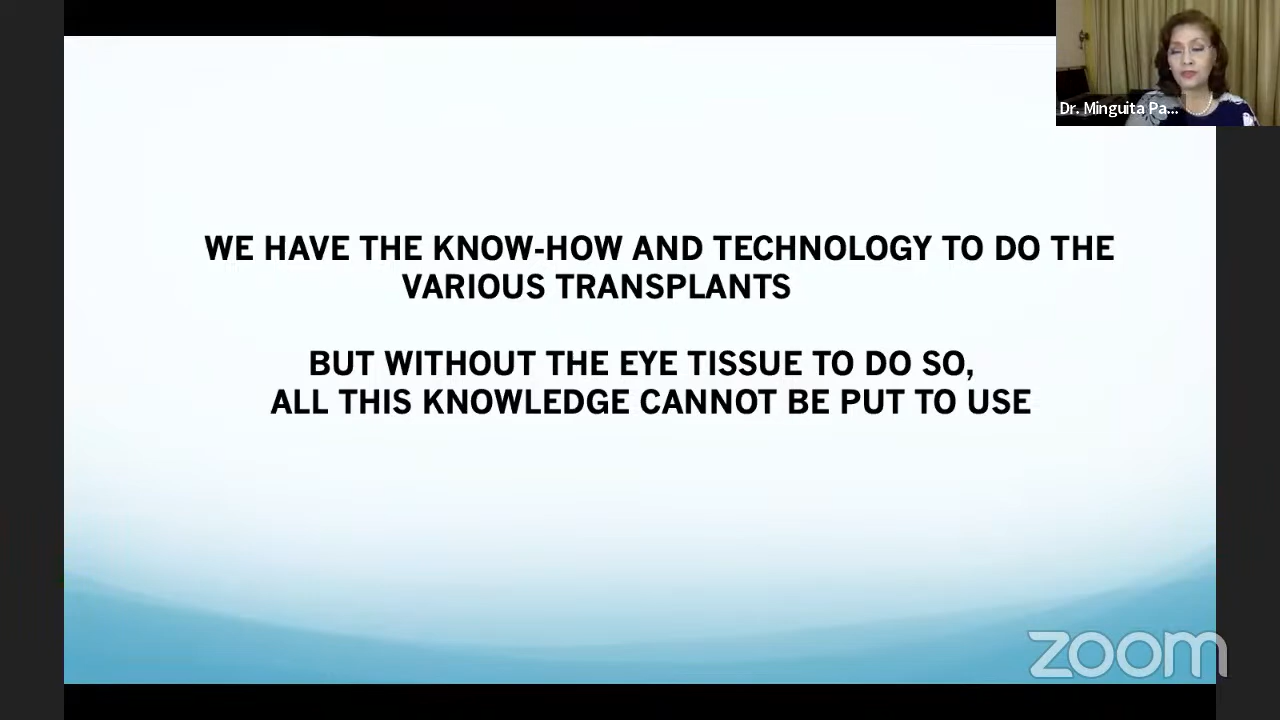 Dr. Minguita Pa...
WE HAVE THE KNOW-HOW AND TECHNOLOGY TO DO THE
VARIOUS TRANSPLANTS
BUT WITHOUT THE EYE TISSUE TO DO SO,
ALL THIS KNOWLEDGE CANNOT BE PUT TO USE
zoom